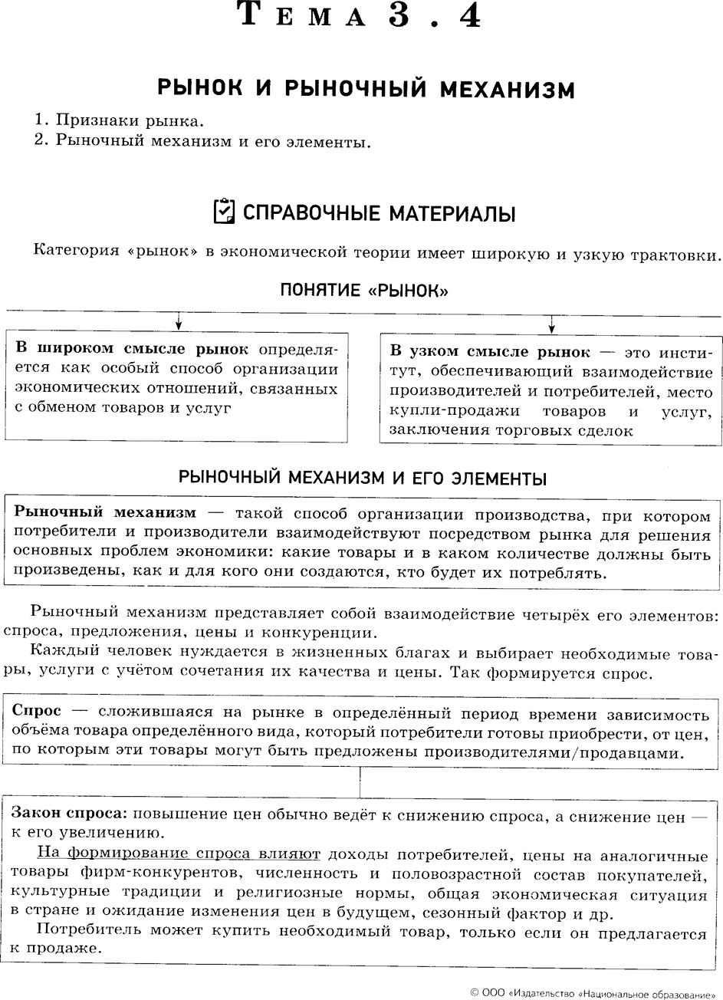 Тема 3.4
РЫНОК И РЫНОЧНЫЙ МЕХАНИЗМ
1. Признаки рынка.
2. Рыночный механизм и его элементы.
СПРАВОЧНЫЕ МАТЕРИАЛЫ
Категория «рынок» в экономической теории имеет широкую и узкую трактовки.
ПОНЯТИЕ «РЫНОК»
В широком смысле рынок определя-
ется как особый способ организации
экономических отношений, связанных
с обменом товаров и услуг
В узком смысле рынок — это инсти-
тут, обеспечивающий взаимодействие
производителей и потребителей, место
купли-продажи товаров и услуг,
заключения торговых сделок
РЫНОЧНЫЙ МЕХАНИЗМ И ЕГО ЭЛЕМЕНТЫ
Рыночный механизм — такой способ организации производства, при котором
потребители и производители взаимодействуют посредством рынка для решения
основных проблем экономики: какие товары и в каком количестве должны быть
произведены, как и для кого они создаются, кто будет их потреблять.
Рыночный механизм представляет собой взаимодействие четырёх его элементов:
спроса, предложения, цены и конкуренции.
Каждый человек нуждается в жизненных благах и выбирает необходимые това-
ры, услуги с учётом сочетания их качества и цены. Так формируется спрос.
Спрос — сложившаяся на рынке в определённый период времени зависимость
объёма товара определённого вида, который потребители готовы приобрести, от цен,
по которым эти товары могут быть предложены производителями/продавцами.
Закон спроса: повышение цен обычно ведёт к снижению спроса, а снижение цен —
к его увеличению.
На формирование спроса влияют доходы потребителей, цены на аналогичные
товары фирм-конкурентов, численность и половозрастной состав покупателей,
культурные традиции и религиозные нормы, общая экономическая ситуация
в стране и ожидание изменения цен в будущем, сезонный фактор и др.
Потребитель может купить необходимый товар, только если он предлагается
к продаже.
© ООО «Издательство «Национальное образование»